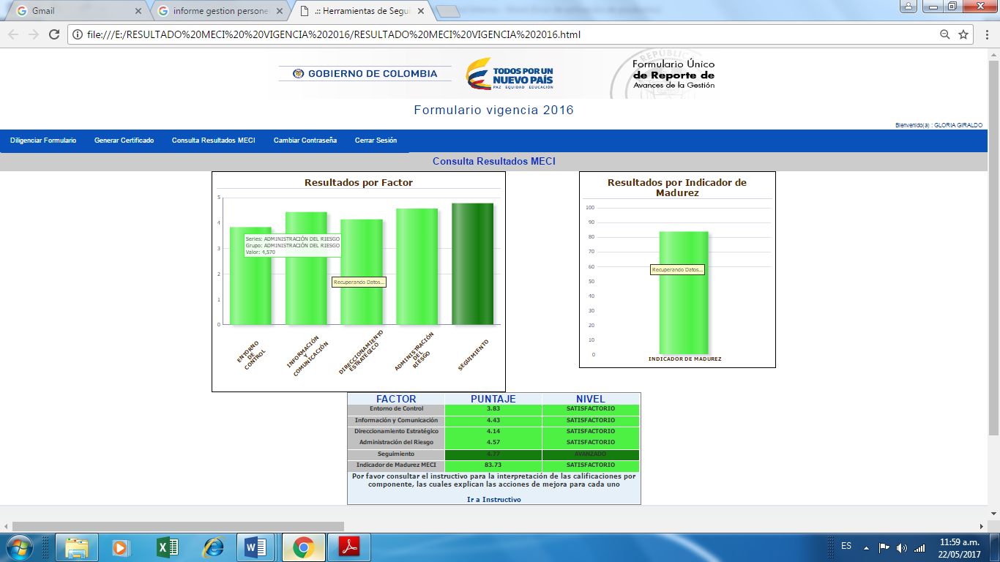 Gmail
informe gestion persone
.:: Herramientas de Segui
file:///E:/RESULTADO%20MECI%20%20VIGENCIA%202016/RESULTADO%20MECI%20VIGENCIA%202016.html
GOBIERNO DE COLOMBIA
TODOS POR UN
NUEVO PAÍS
PAZ EQUIDAD EDUCACIÓN
REPÚBLICA
Formulario Único
de Reporte de
Avances de la Gestión
Formulario vigencia 2016
Bienvenido(a) : GLORIA GIRALDO
Diligenciar Formulario Generar Certificado Consulta Resultados MECI Cambiar Contraseña Cerrar Sesión
Consulta Resultados MECI
Resultados por Factor
5
4
3
2
1
0
Series: ADMINISTRACIÓN DEL RIESGO
Grupo: ADMINISTRACIÓN DEL RIESGO
Valor: 4,570
Recuperando Datos...
ENTORNO
DE
CONTROL
INFORMACIÓN
Y
COMUNICACIÓN
DIRECCIONAMIENTO
ESTRATÉGICO
ADMINISTRACIÓN
DEL
RIESGO
SEGUIMIENTO
Resultados por Indicador de
Madurez
100
90
80
70
60
50
40
30
20
10
0
Recuperando Datos...
INDICADOR DE MADUREZ
FACTOR PUNTAJE NIVEL
Entorno de Control 3.83 SATISFACTORIO
Información y Comunicación 4.43 SATISFACTORIO
Direccionamiento Estratégico 4.14 SATISFACTORIO
Administración del Riesgo 4.57 SATISFACTORIO
Seguimiento 4.77 AVANZADO
Indicador de Madurez MECI 83.73 SATISFACTORIO
Por favor consultar el instructivo para la interpretación de las calificaciones por
componente, las cuales explican las acciones de mejora para cada uno
Ir a Instructivo
ES
11:59 a.m.
22/05/2017